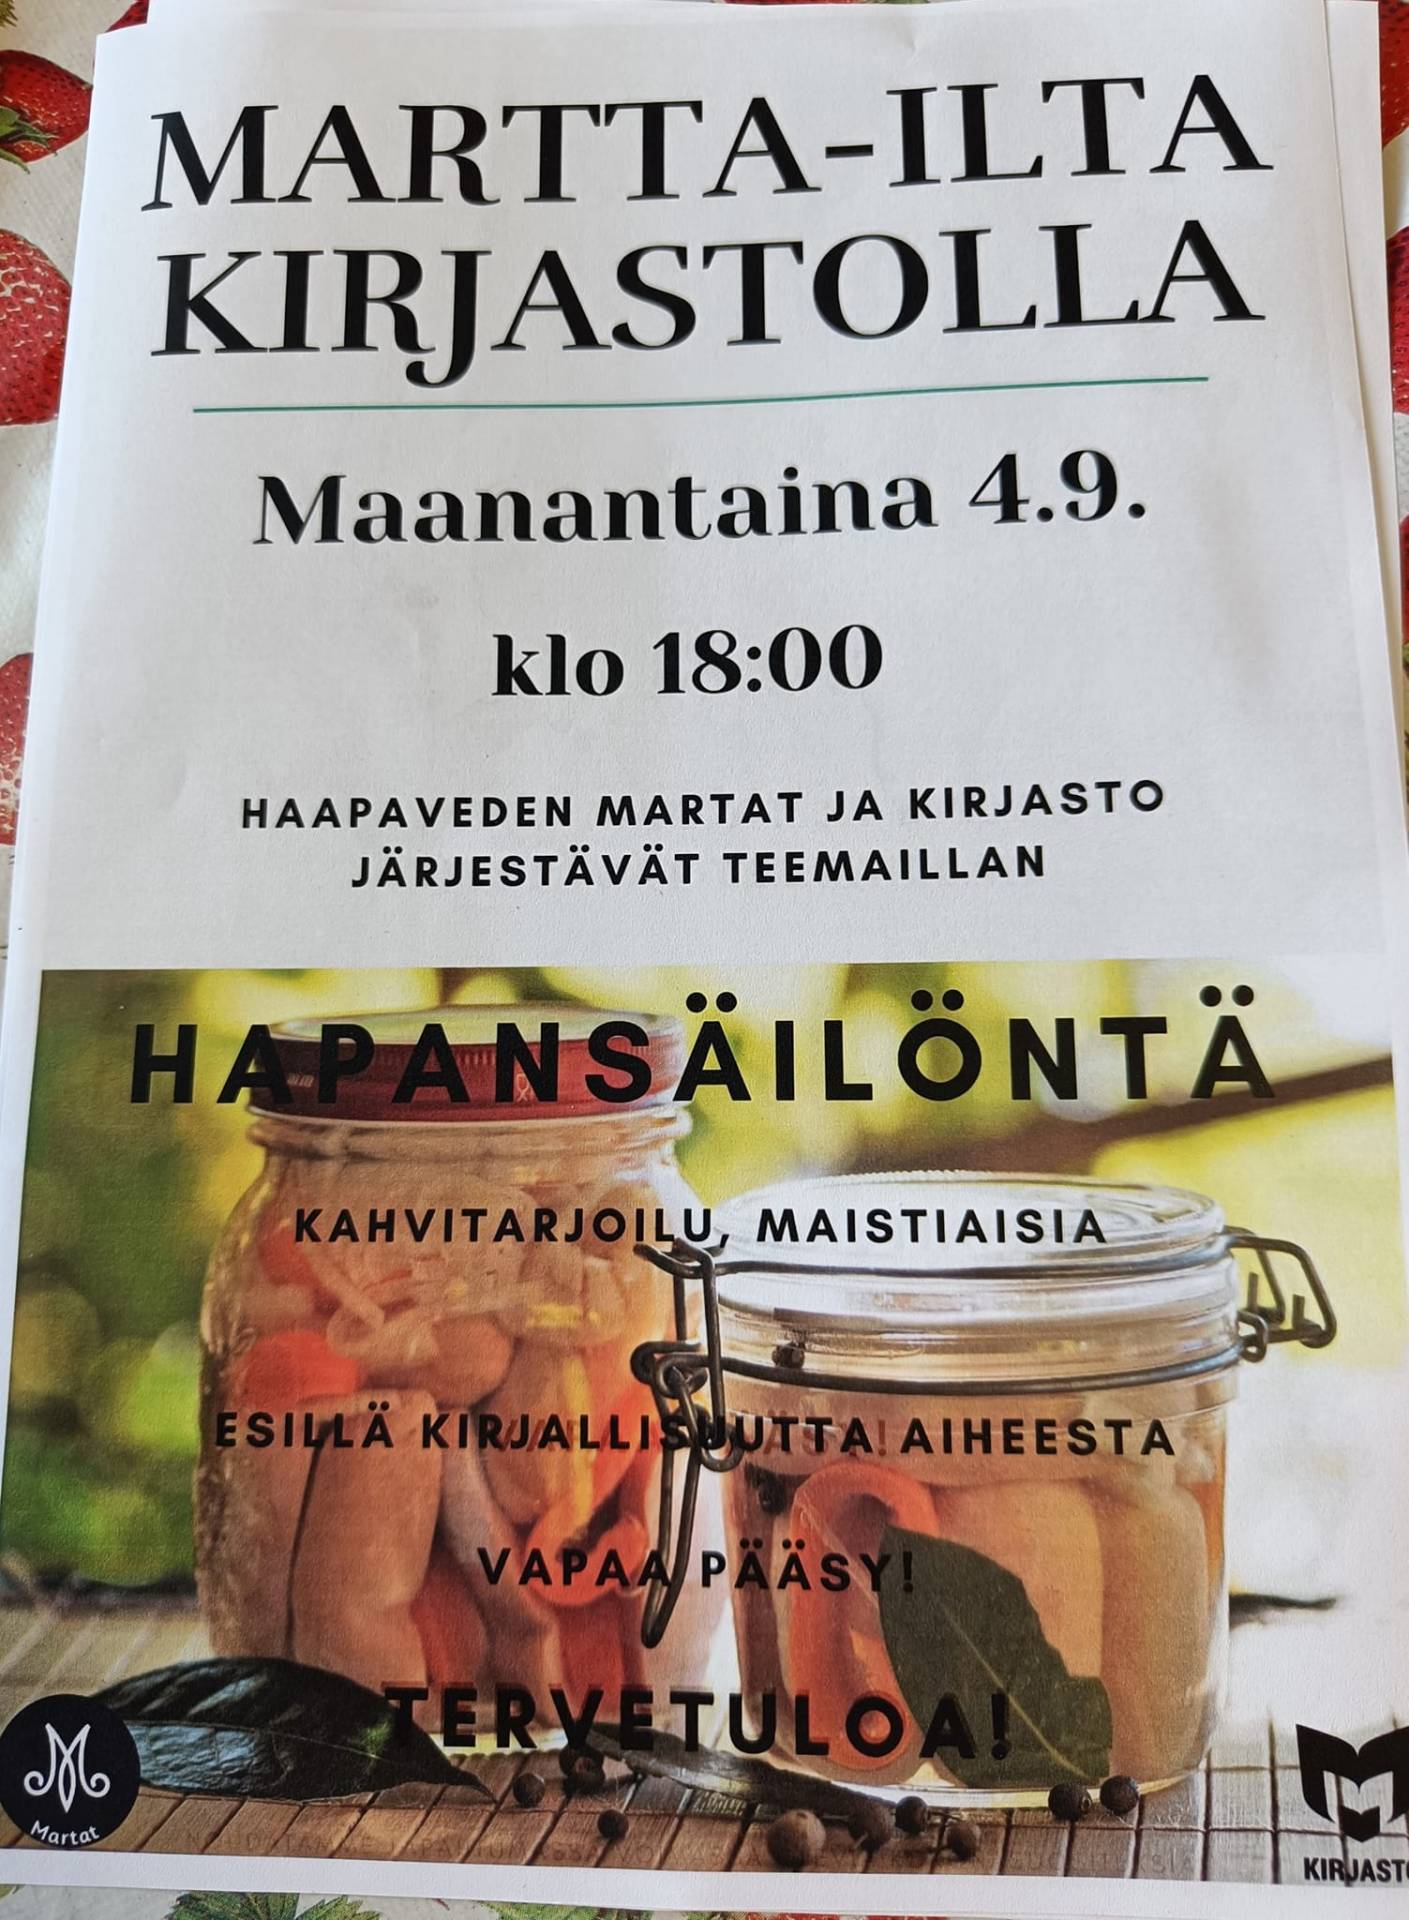 MARTTA-ILTA
KIRJASTOLLA
Maanantaina 4.9.
klo 18:00
HAAPAVEDEN MARTAT JA KIRJASTO
JÄRJESTÄVÄT TEEMAILLAN
HAPANSÄILÖNTÄ
KAHVITARJOILU, MAISTIAISIA
ESILLÄ KIRJALLISUUTTA AIHEESTA
VAPAA PÄÄSY!
TERVETULOA!
Martat